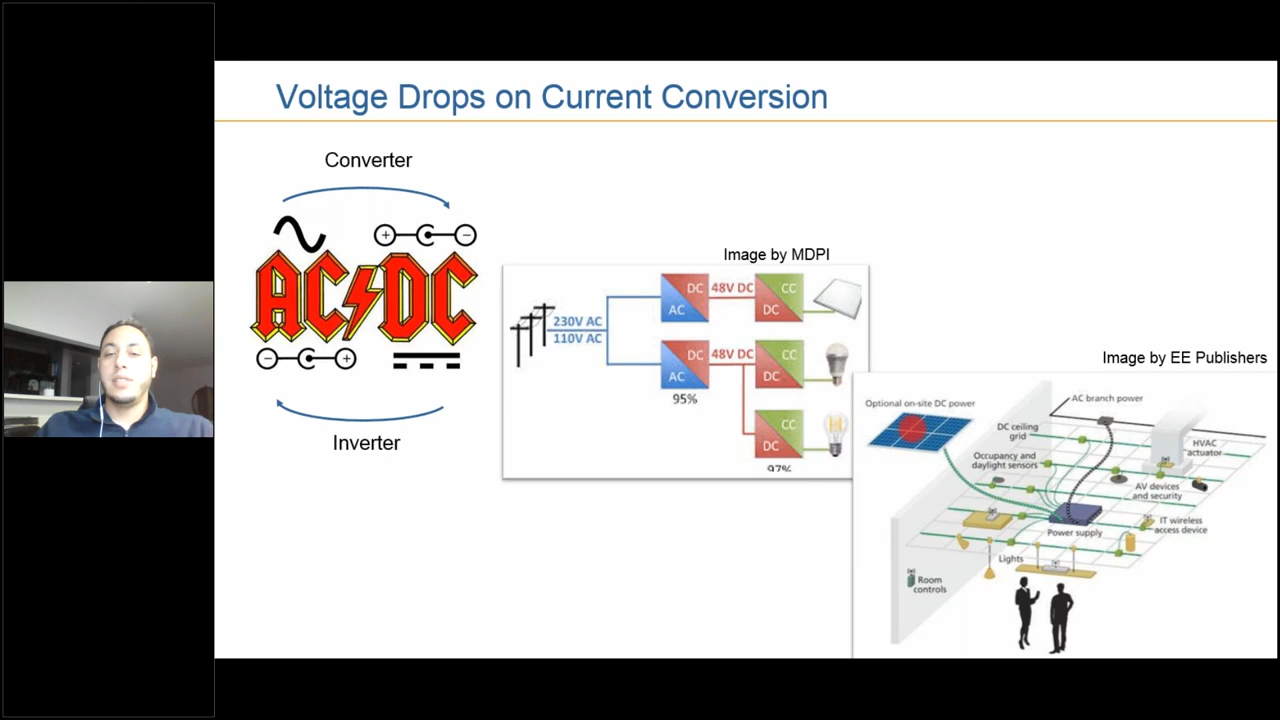 Voltage Drops on Current Conversion
Converter
AC/DC
Inverter
Image by MDPI
230V AC
110V AC
DC
AC
48V DC
CC
DC
DC
AC
48V DC
CC
DC
95%
CC
DC
97%
Image by EE Publishers
Optional on-site DC power
AC branch power
DC ceiling
grid
HVAC
actuator
Occupancy and
daylight sensors
AV devices
and security
IT wireless
access device
Power supply
Lights
Room
controls